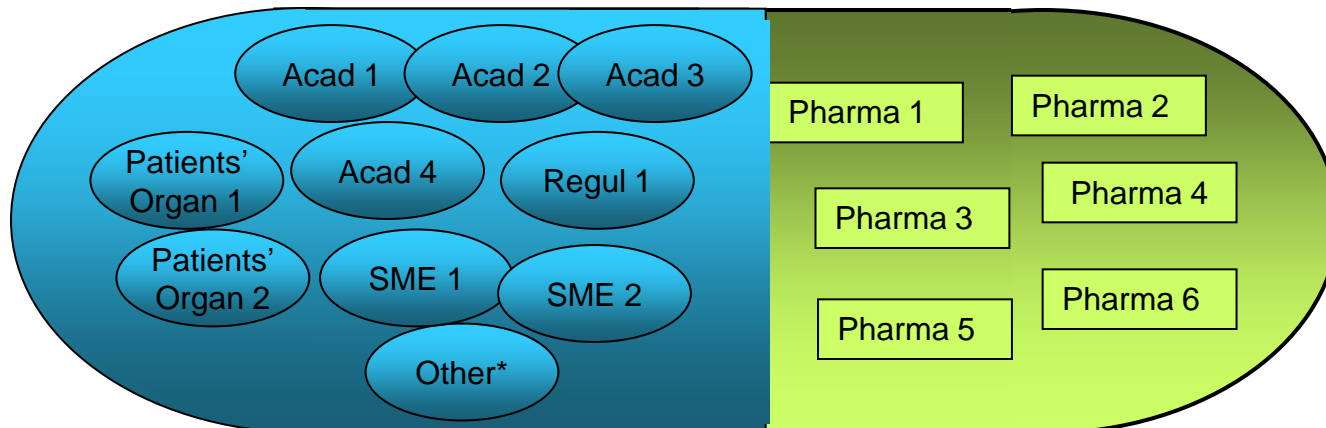 Acad 1
Acad 2
Acad 3
Pharma 1
Pharma 2
Patients’
Organ 1
Acad 4
Regul 1
Pharma 3
Pharma 4
Patients’
Organ 2
SME 1
SME 2
Pharma 5
Pharma 6
Other*